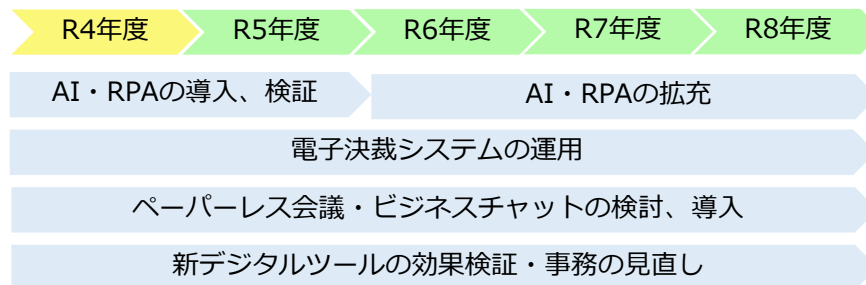 R4年度 R5年度 R6年度 R7年度 R8年度
AI・RPAの導入、検証 AI・RPAの拡充
電子決裁システムの運用
ペーパーレス会議・ビジネスチャットの検討、導入
新デジタルツールの効果検証・事務の見直し